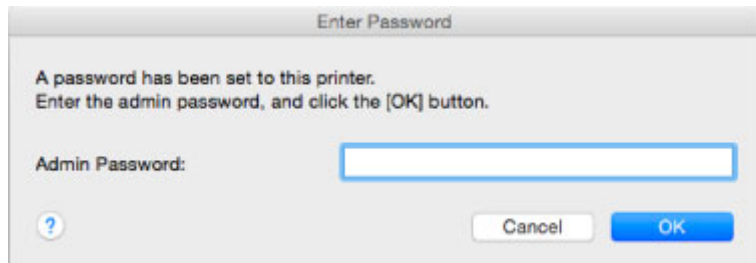 Enter Password
A password has been set to this printer.
Enter the admin password, and click the [OK] button.
Admin Password:
?
Cancel
OK